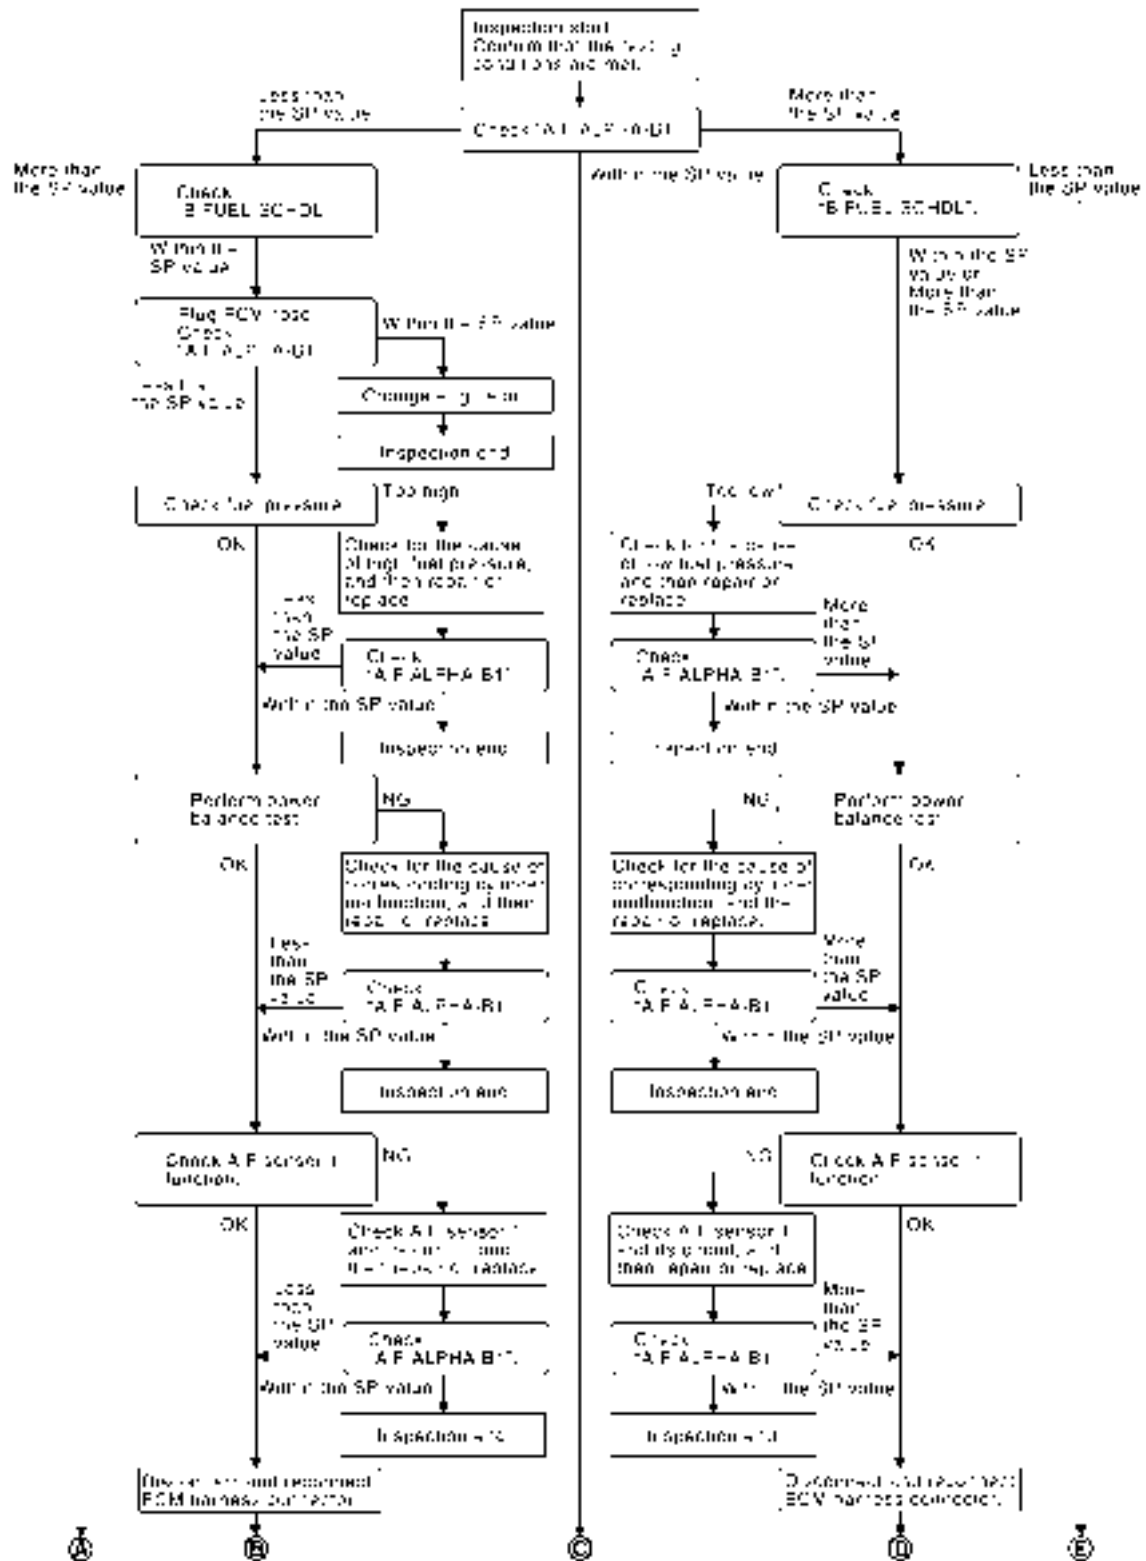 Inspection start
Confirm that the testing
conditions are met.
Less than
the SP value
More than
the SP value
Check "A/F ALPHA-B1".
More than
the SP value
Within the SP value
Less than
the SP value
Check
"B/FUEL SCHDL".
Check
"B/FUEL SCHDL".
Within the
SP value
Within the SP
value or
More than
the SP value
Plug PCV hose
Check
"A/F ALPHA-B1".
Within the SP value
Less than
the SP value
Change engine oil
Inspection end
Check fuel pressure.
Too high
Too low
Check fuel pressure.
OK
Check for the cause
of high fuel pressure,
and then repair or
replace.
Check for the cause
of low fuel pressure
and then repair or
replace.
OK
Less
than
the SP
value
Check
"A/F ALPHA-B1".
Check
"A/F ALPHA-B1".
More
than
the SP
value
Within the SP value
Within the SP value
Inspection end
Inspection end
Perform power
balance test
NG
NG
Perform power
balance test
OK
Check for the cause of
corresponding cylinder
malfunction, and then
repair or replace.
Check for the cause of
corresponding cylinder
malfunction, and then
repair or replace.
OK
Less
than
the SP
value
Check
"A/F ALPHA-B1".
Check
"A/F ALPHA-B1".
More
than
the SP
value
Within the SP value
Within the SP value
Inspection end
Inspection end
Check A/F sensor 1
function.
NG
NG
Check A/F sensor 1
function.
OK
Check A/F sensor 1
and its circuit, and
then repair or replace.
Check A/F sensor 1
and its circuit, and
then repair or replace.
OK
Less
than
the SP
value
Check
"A/F ALPHA-B1".
Check
"A/F ALPHA-B1".
More
than
the SP
value
Within the SP value
Within the SP value
Inspection end
Inspection end
Disconnect and reconnect
ECM harness connector.
Disconnect and reconnect
ECM harness connector.
A
B
C
D
E